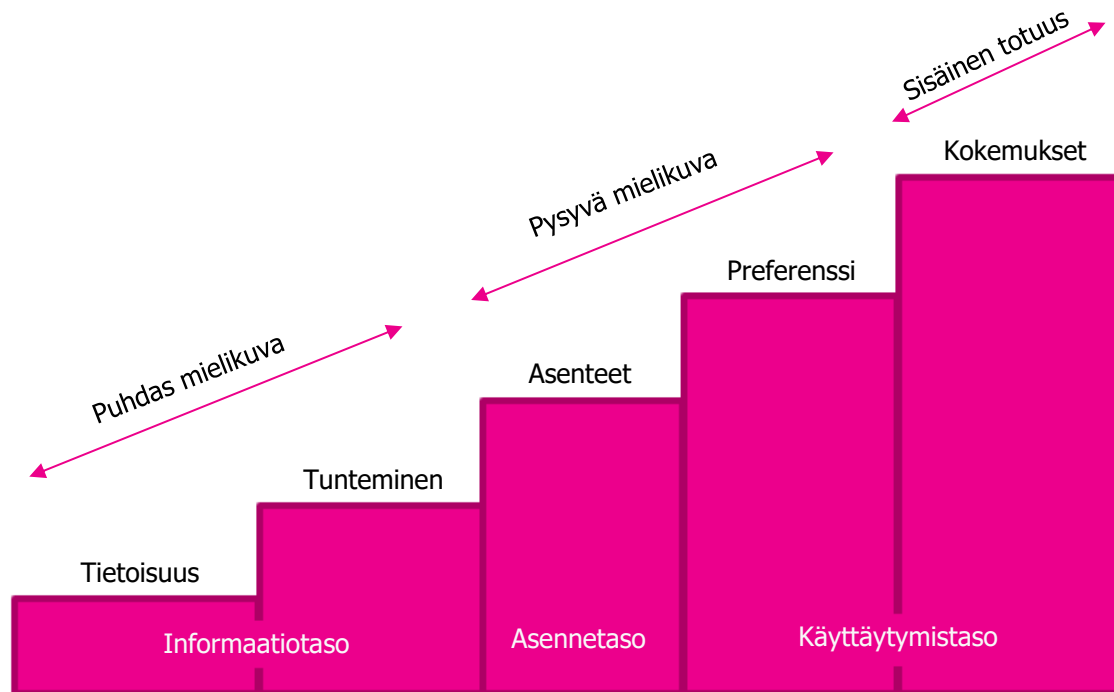 Sisäinen totuus
Kokemukset
Pysyvä mielikuva
Preferenssi
Puhdas mielikuva
Asenteet
Tunteminen
Tietoisuus
Informaatiotaso
Asennetaso
Käyttäytymistaso